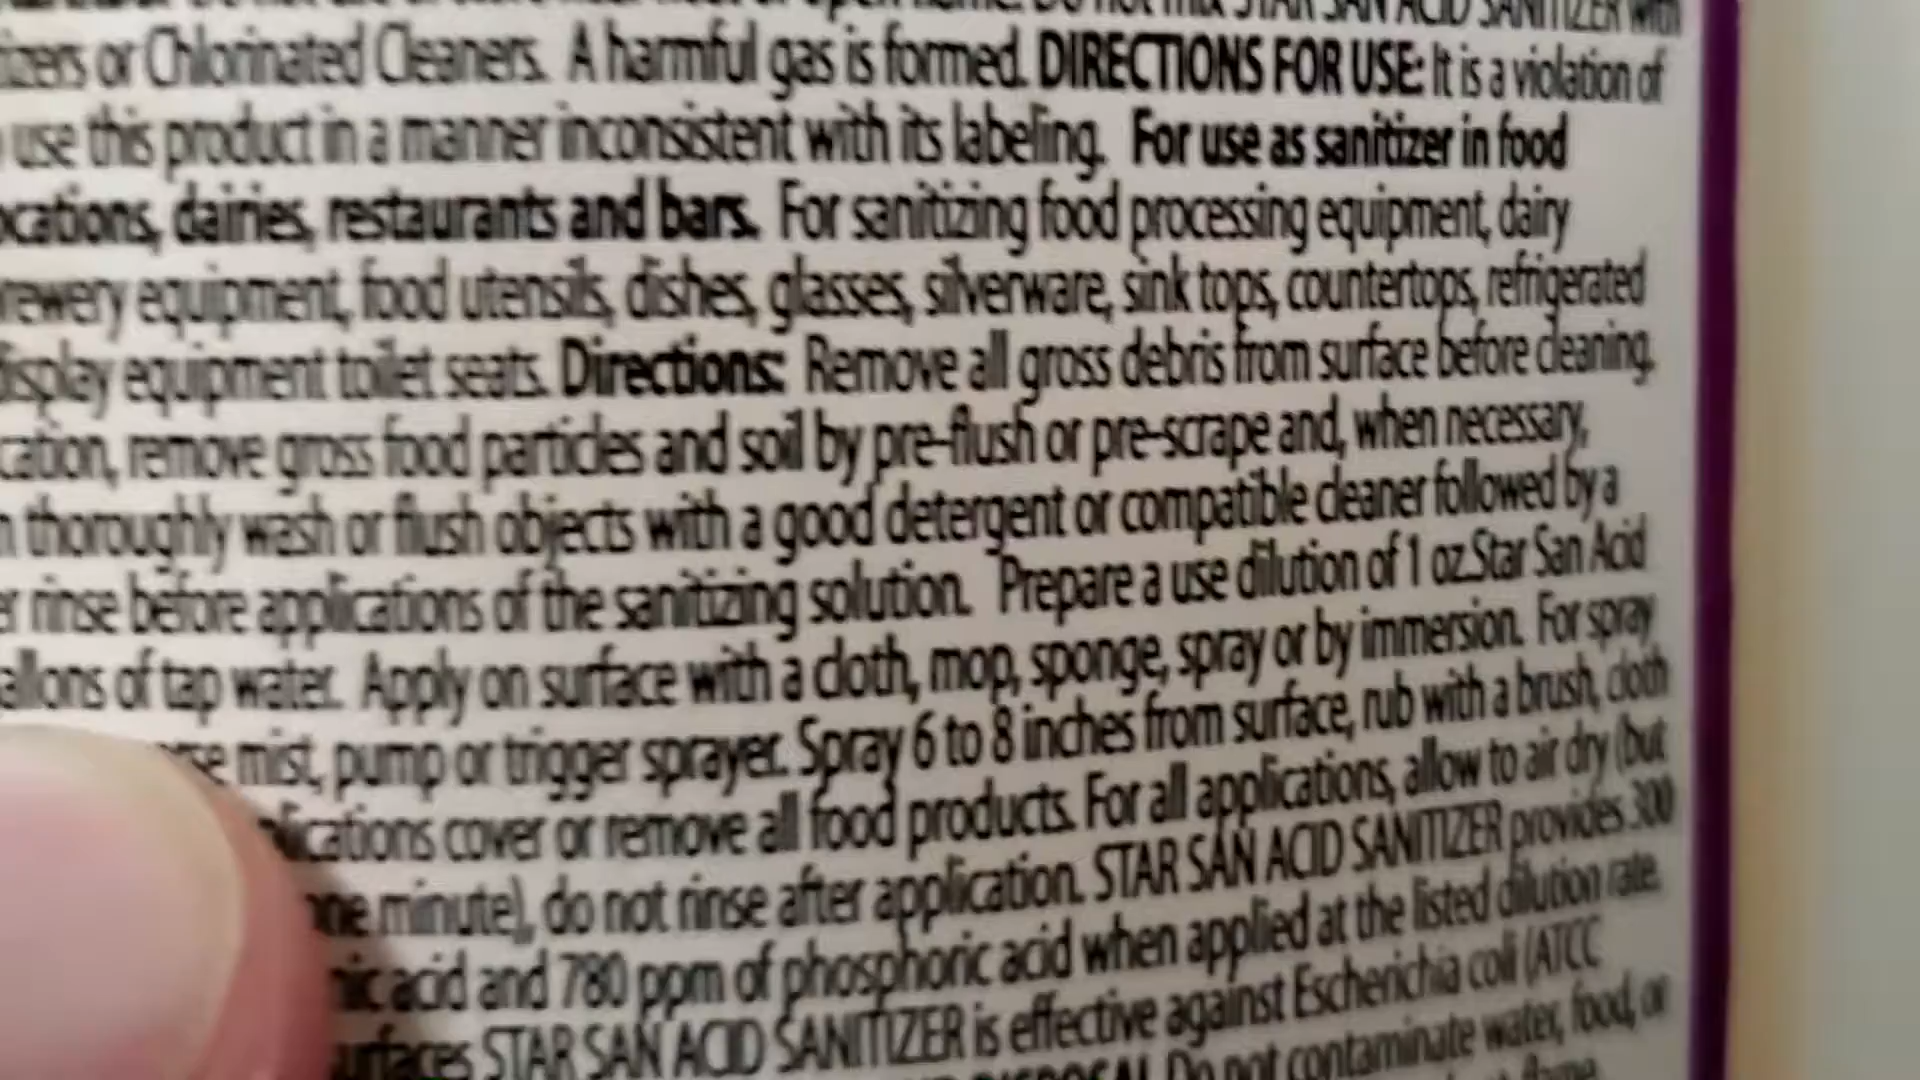 STAR SAN ACID SANITIZER with
izers or Chlorinated Cleaners. A harmful gas is formed. DIRECTIONS FOR USE: It is a violation of
use this product in a manner inconsistent with its labeling. For use as sanitizer in food
ocations, dairies, restaurants and bars. For sanitizing food processing equipment, dairy
rewery equipment, food utensils, dishes, glasses, silverware, sink tops, countertops, refrigerated
isplay equipment toilet seats. Directions: Remove all gross debris from surface before cleaning.
cation, remove gross food particles and soil by pre-flush or pre-scrape and, when necessary,
n thoroughly wash or flush objects with a good detergent or compatible cleaner followed by a
er rinse before applications of the sanitizing solution. Prepare a use dilution of 1 oz.Star San Acid
allons of tap water. Apply on surface with a cloth, mop, sponge, spray or by immersion. For spray
se mist, pump or trigger sprayer. Spray 6 to 8 inches from surface, rub with a brush, cloth
lications cover or remove all food products. For all applications, allow to air dry (but
one minute), do not rinse after application. STAR SAN ACID SANITIZER provides 300
ic acid and 780 ppm of phosphoric acid when applied at the listed dilution rate.
urfaces STAR SAN ACID SANITIZER is effective against Escherichia coli (ATCC
DISPOSAL Do not contaminate water, food, or
flame.